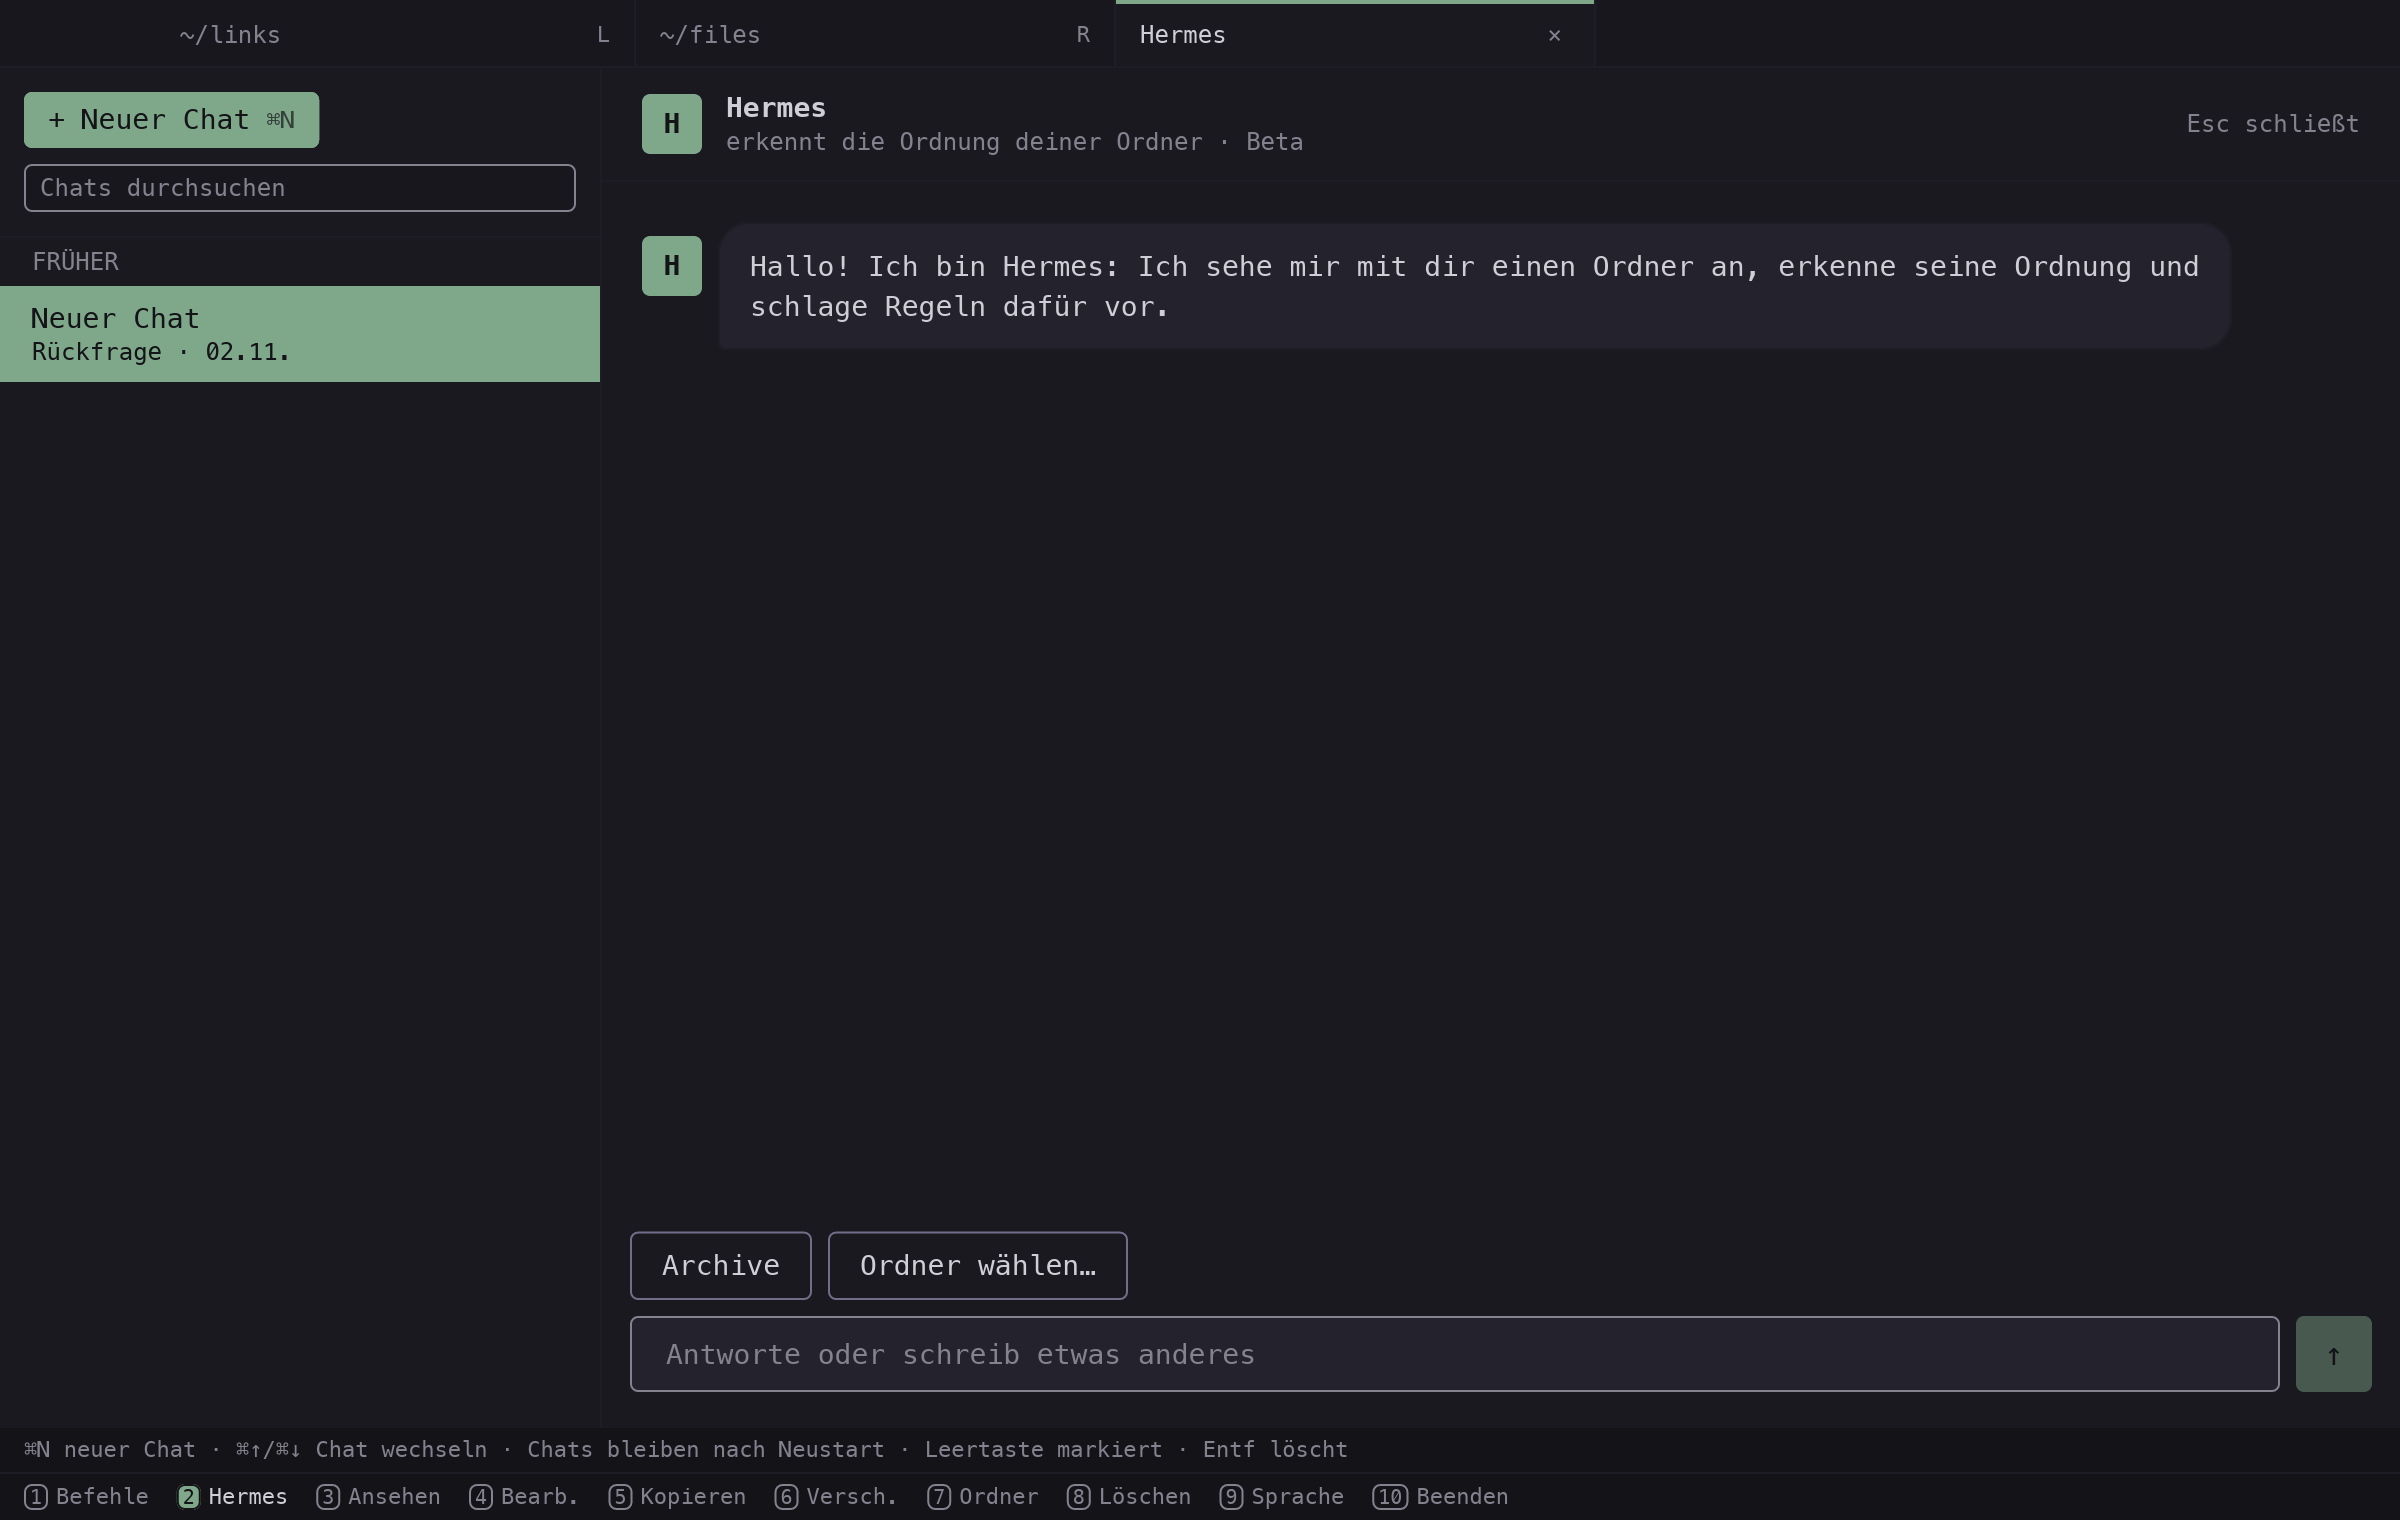 ~/links L ~/files R Hermes ×
+ Neuer Chat ⌘N
Chats durchsuchen
FRÜHER
Neuer Chat
Rückfrage · 02.11.
H Hermes
erkennt die Ordnung deiner Ordner · Beta
Esc schließt
H Hallo! Ich bin Hermes: Ich sehe mir mit dir einen Ordner an, erkenne seine Ordnung und
schlage Regeln dafür vor.
Archive Ordner wählen…
Antworte oder schreib etwas anderes ↑
⌘N neuer Chat · ⌘↑/⌘↓ Chat wechseln · Chats bleiben nach Neustart · Leertaste markiert · Entf löscht
1 Befehle 2 Hermes 3 Ansehen 4 Bearb. 5 Kopieren 6 Versch. 7 Ordner 8 Löschen 9 Sprache 10 Beenden